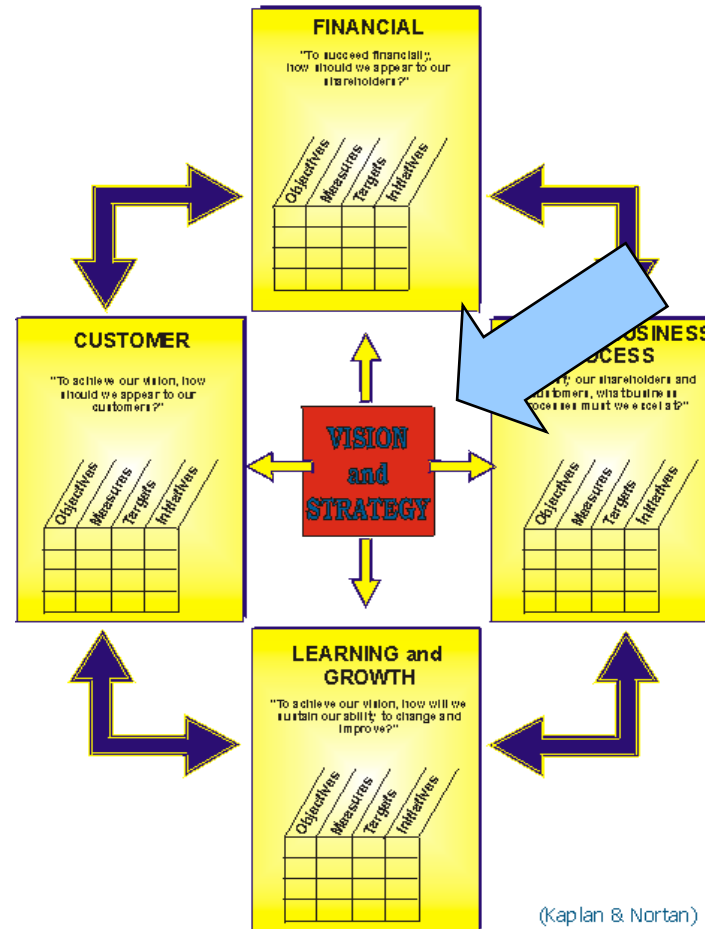 FINANCIAL
"To succeed financially,
how should we appear to our
shareholders?"
Objectives
Measures
Targets
Initiatives
CUSTOMER
"To achieve our vision, how
should we appear to our
customers?"
Objectives
Measures
Targets
Initiatives
VISION
and
STRATEGY
BUSINESS
our shareholders and
what business
must we excel at?"
Objectives
Measures
Targets
Initiatives
LEARNING and
GROWTH
"To achieve our vision, how will we
sustain our ability to change and
improve?"
Objectives
Measures
Targets
Initiatives
(Kaplan & Nortan)